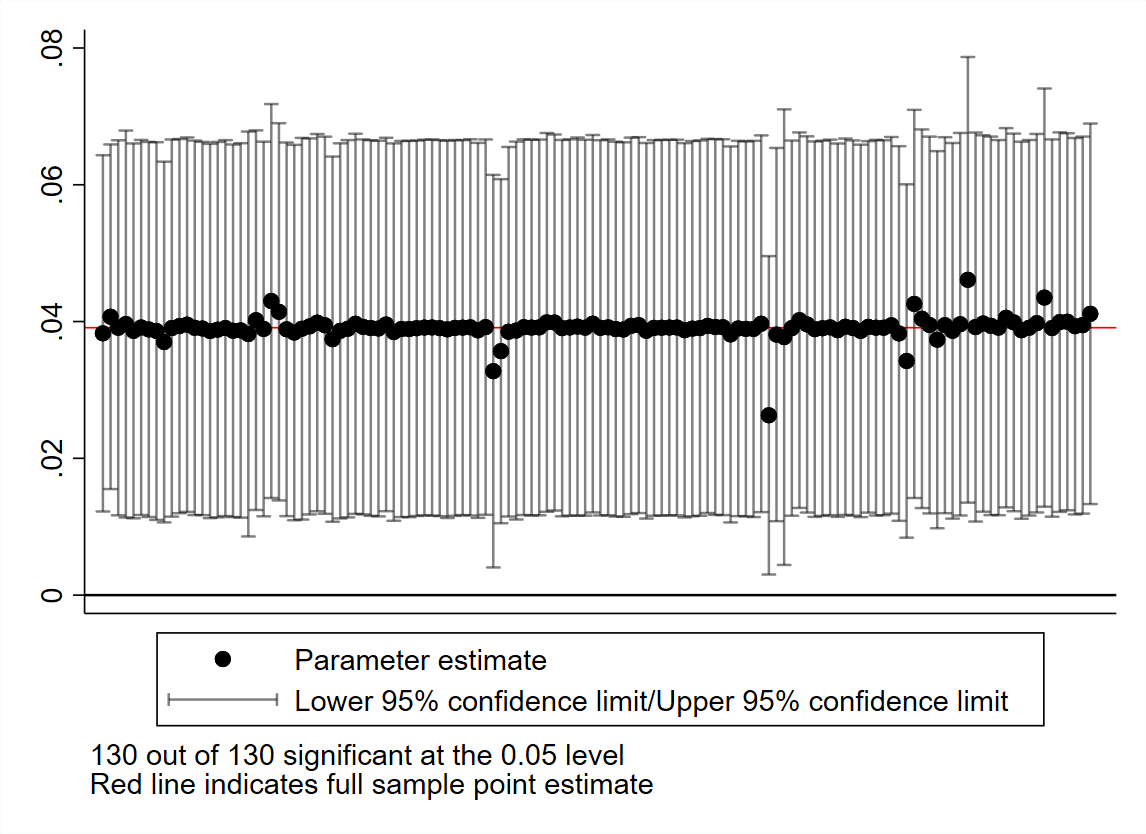 .08
.06
.04
.02
0
Parameter estimate
Lower 95% confidence limit/Upper 95% confidence limit
130 out of 130 significant at the 0.05 level
Red line indicates full sample point estimate